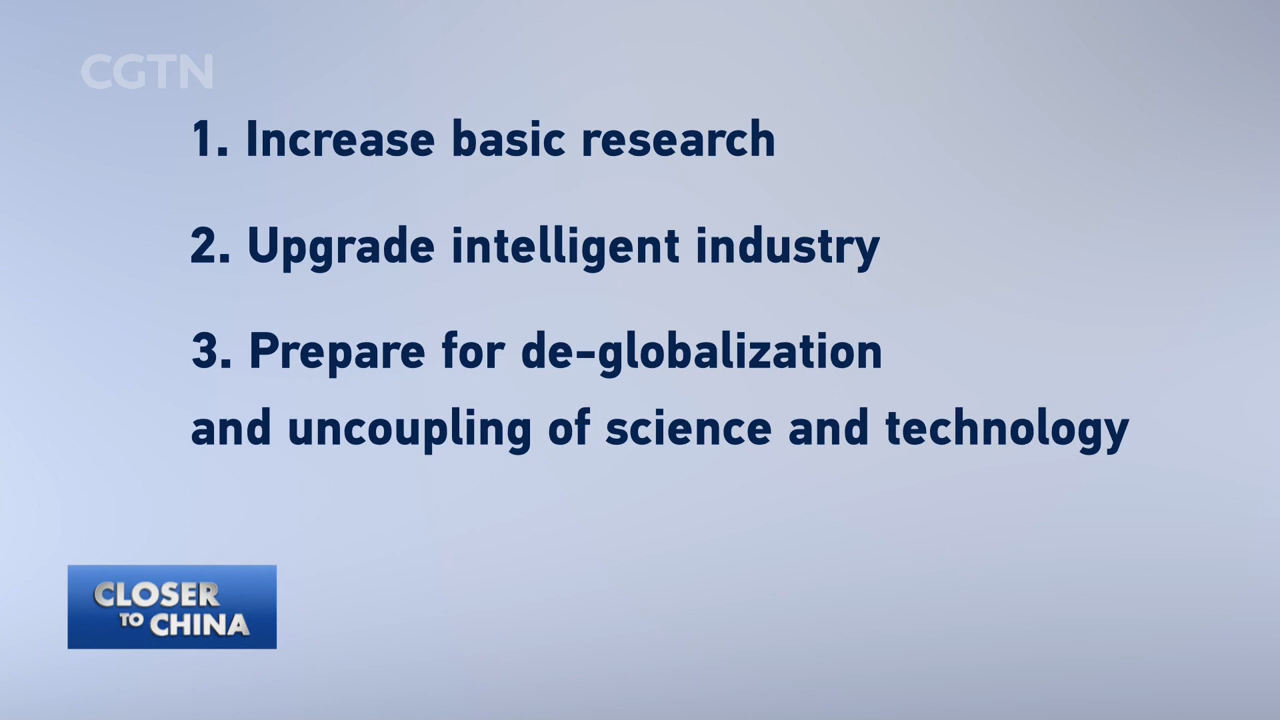 CGTN
1. Increase basic research
2. Upgrade intelligent industry
3. Prepare for de-globalization
and uncoupling of science and technology
CLOSER
TO CHINA